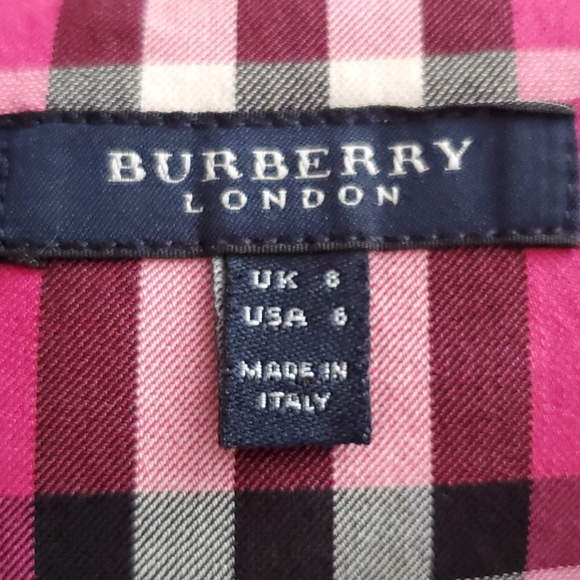 BURBERRY
LONDON
UK 8
USA 6
MADE IN
ITALY